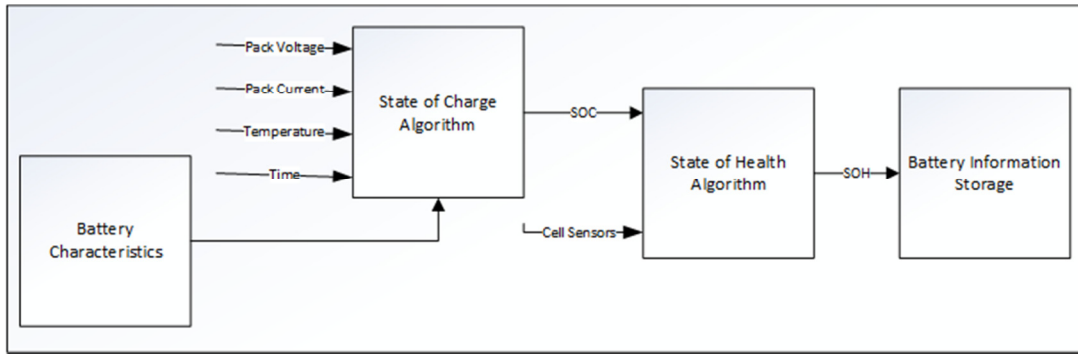 Pack Voltage
Pack Current
Temperature
Time
State of Charge
Algorithm
Battery
Characteristics
SOC
Cell Sensors
State of Health
Algorithm
SOH
Battery Information
Storage